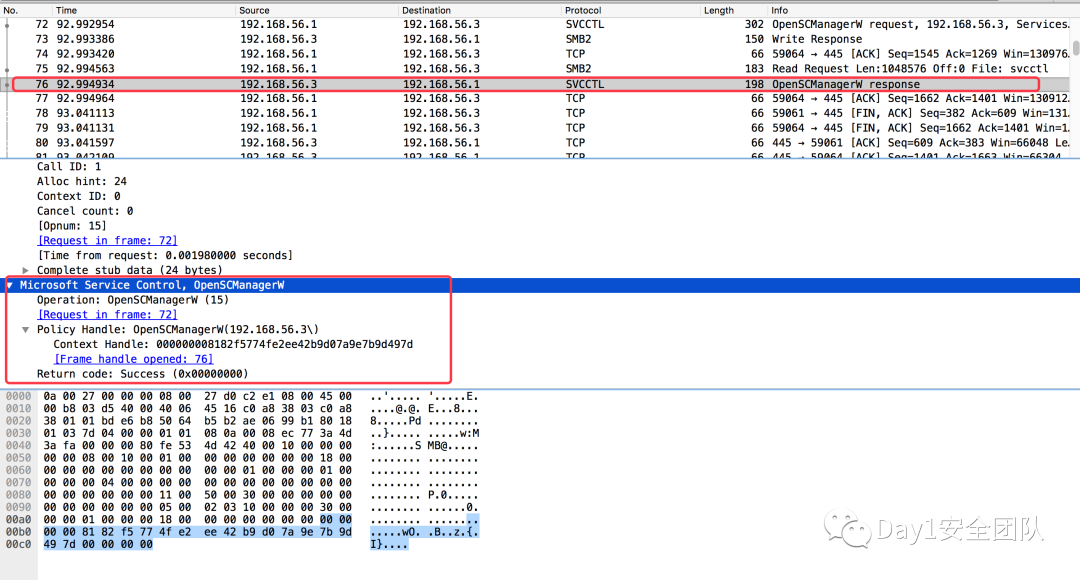 No. Time Source Destination Protocol Length Info
72 92.992954 192.168.56.1 192.168.56.3 SVCCTL 302 OpenSCManagerW request, 192.168.56.3, Services.
73 92.993386 192.168.56.3 192.168.56.1 SMB2 150 Write Response
74 92.993420 192.168.56.1 192.168.56.3 TCP 66 59064 → 445 [ACK] Seq=1545 Ack=1269 Win=130976
75 92.994563 192.168.56.1 192.168.56.3 SMB2 183 Read Request Len:1048576 Off:0 File: svcctl
76 92.994934 192.168.56.3 192.168.56.1 SVCCTL 198 OpenSCManagerW response
77 92.994964 192.168.56.1 192.168.56.3 TCP 66 59064 → 445 [ACK] Seq=1662 Ack=1401 Win=130912
78 93.041113 192.168.56.1 192.168.56.3 TCP 66 59061 → 445 [FIN, ACK] Seq=382 Ack=609 Win=131
79 93.041131 192.168.56.1 192.168.56.3 TCP 66 59064 → 445 [FIN, ACK] Seq=1662 Ack=1401 Win=1
80 93.041597 192.168.56.3 192.168.56.1 TCP 66 445 → 59061 [ACK] Seq=609 Ack=383 Win=66048 Le
81 93.042109 192.168.56.3 192.168.56.1 TCP 66 445 → 59064 [ACK] Seq=1401 Ack=1663 Win=66304
Call ID: 1
Alloc hint: 24
Context ID: 0
Cancel count: 0
[Opnum: 15]
[Request in frame: 72]
[Time from request: 0.001980000 seconds]
Complete stub data (24 bytes)
Microsoft Service Control, OpenSCManagerW
Operation: OpenSCManagerW (15)
[Request in frame: 72]
Policy Handle: OpenSCManagerW(192.168.56.3\)
Context Handle: 000000008182f5774fe2ee42b9d07a9e7b9d497d
[Frame handle opened: 76]
Return code: Success (0x00000000)
0000 0a 00 27 00 00 00 08 00 27 d0 c2 e1 08 00 45 00 ..'..... '.....E.
0010 00 b8 03 d5 40 00 40 06 45 16 c0 a8 38 03 c0 a8 ....@.@. E...8...
0020 38 01 01 bd e6 b8 50 64 b5 b2 ae 06 99 b1 80 18 8.....Pd ........
0030 01 03 7d 04 00 00 01 01 08 0a 00 08 ec 77 3a 4d ..}..... .....w:M
0040 3a fa 00 00 00 80 fe 53 4d 42 40 00 10 00 00 00 :......S MB@.....
0050 00 00 08 00 10 00 01 00 00 00 00 00 00 00 18 00 ........ ........
0060 00 00 00 00 00 00 00 00 01 00 00 00 00 00 01 00 ........ ........
0070 00 00 00 04 00 00 00 00 00 00 00 00 00 00 00 00 ........ ........
0080 00 00 00 00 00 00 11 00 50 00 30 00 00 00 00 00 ........ P.0.....
0090 00 00 00 00 00 00 05 00 02 03 10 00 00 00 30 00 ........ ......0.
00a0 00 00 01 00 00 00 18 00 00 00 00 00 00 00 00 00 ........ ........
00b0 00 00 81 82 f5 77 4f e2 ee 42 b9 d0 7a 9e 7b 9d .....wO. .B..z.{.
00c0 49 7d 00 00 00 00 I}....
Day1安全团队